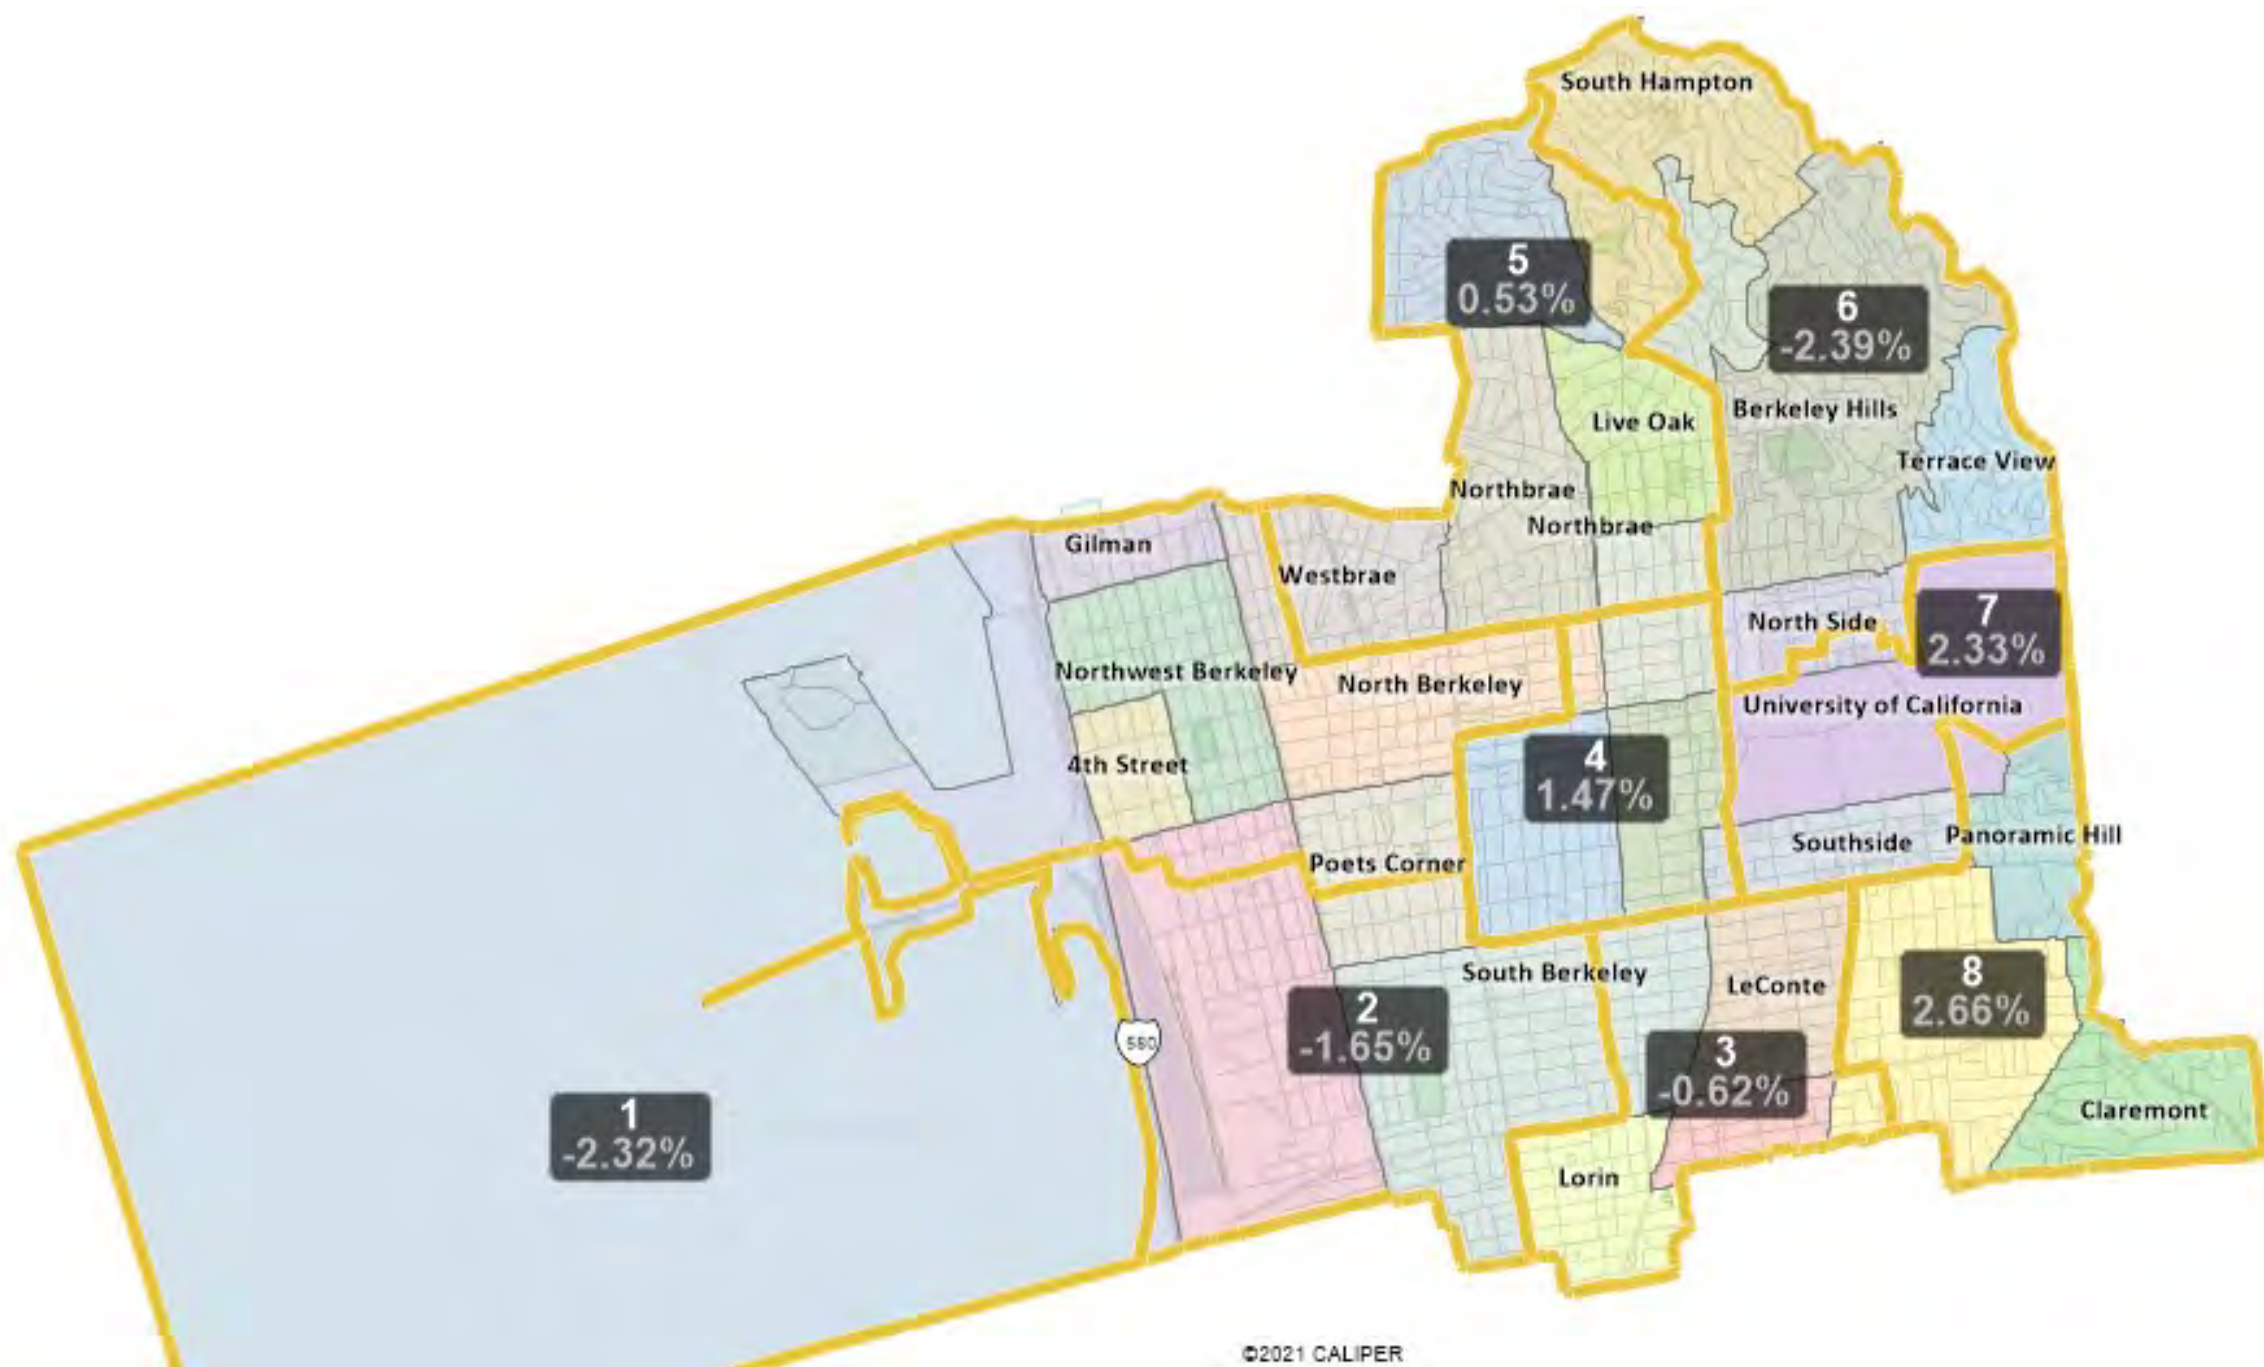 South Hampton
5
0.53%
6
-2.39%
Berkeley Hills
Live Oak
Terrace View
Northbrae
Northbrae
Gilman
Westbrae
7
2.33%
North Side
Northwest Berkeley
North Berkeley
University of California
4th Street
4
1.47%
Southside
Panoramic Hill
Poets Corner
South Berkeley
LeConte
8
2.66%
2
-1.65%
580
3
-0.62%
1
-2.32%
Claremont
Lorin
©2021 CALIPER